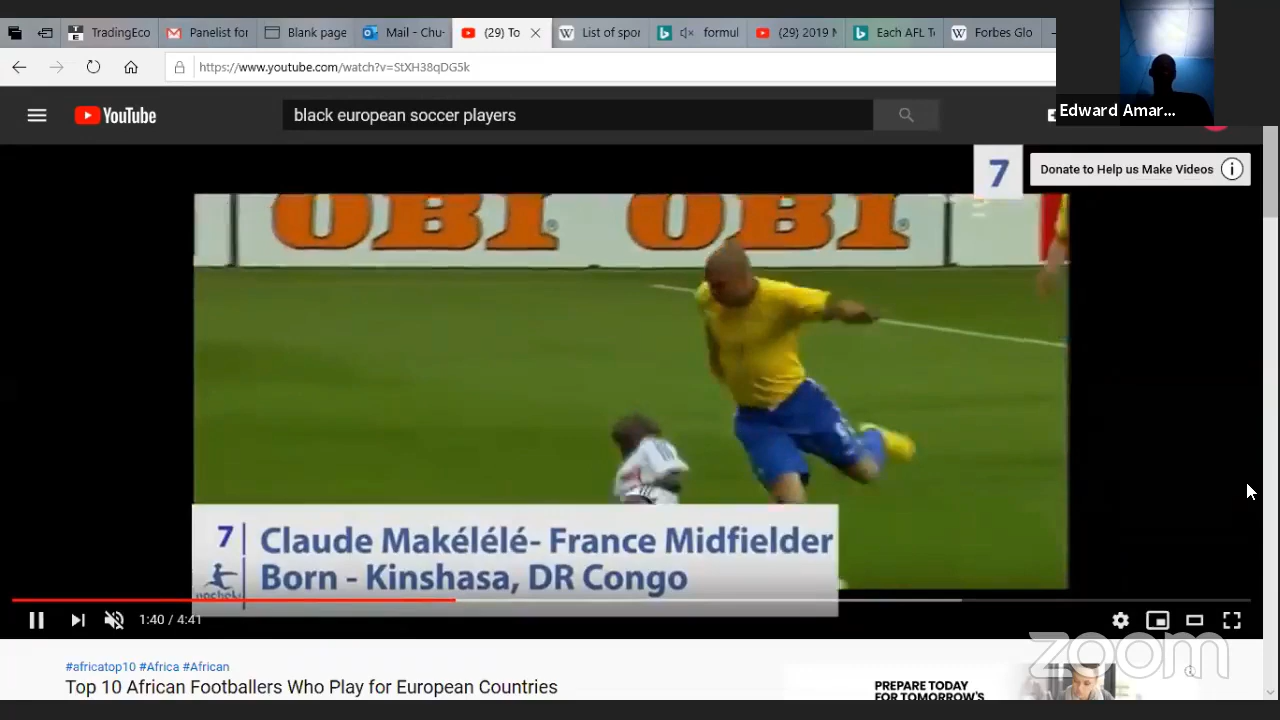 TradingEco
Panelist for
Blank page
Mail - Chu-
(29) To
List of spor
formul
(29) 2019 N
Each AFL T
Forbes Glo
https://www.youtube.com/watch?v=StXH38qDG5k
Edward Amar...
YouTube
black european soccer players
7
Donate to Help us Make Videos
OBI® OBI®
7
Claude Makélélé- France Midfielder
Born - Kinshasa, DR Congo
1:40 / 4:41
zoom
#africatop10 #Africa #African
Top 10 African Footballers Who Play for European Countries
PREPARE TODAY
FOR TOMORROW'S